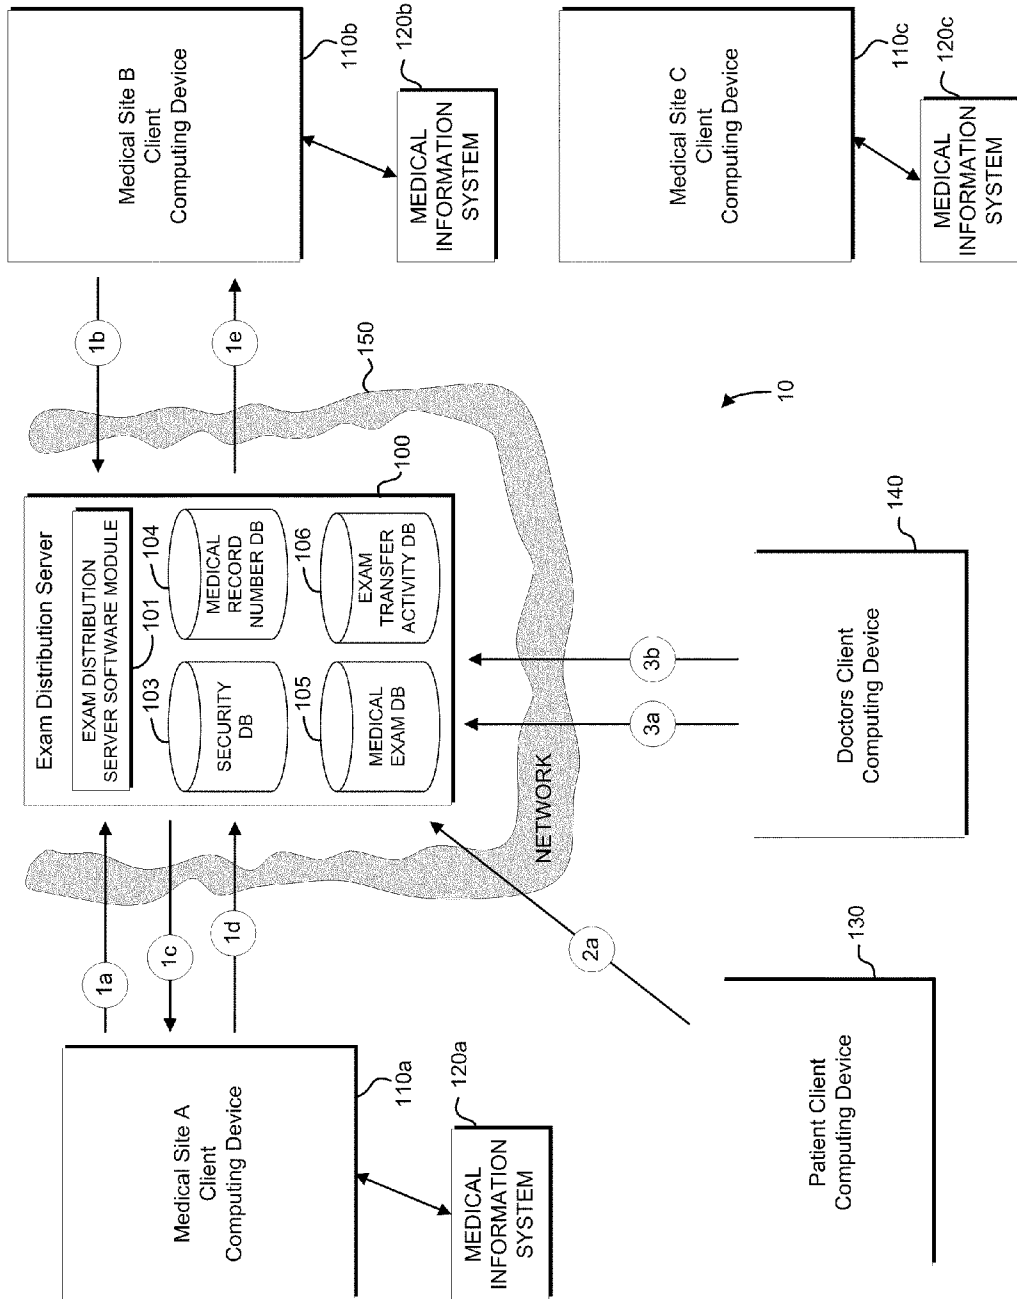 Medical Site A
Client
Computing Device
110a
MEDICAL
INFORMATION
SYSTEM
120a
1a
1c
1d
Exam Distribution Server
EXAM DISTRIBUTION
SERVER SOFTWARE MODULE
101
103
SECURITY
DB
104
MEDICAL
RECORD
NUMBER DB
105
MEDICAL
EXAM DB
106
EXAM
TRANSFER
ACTIVITY DB
100
1b
1e
150
NETWORK
Medical Site B
Client
Computing Device
110b
MEDICAL
INFORMATION
SYSTEM
120b
2a
3a
3b
10
Patient Client
Computing Device
130
Doctors Client
Computing Device
140
Medical Site C
Client
Computing Device
110c
MEDICAL
INFORMATION
SYSTEM
120c